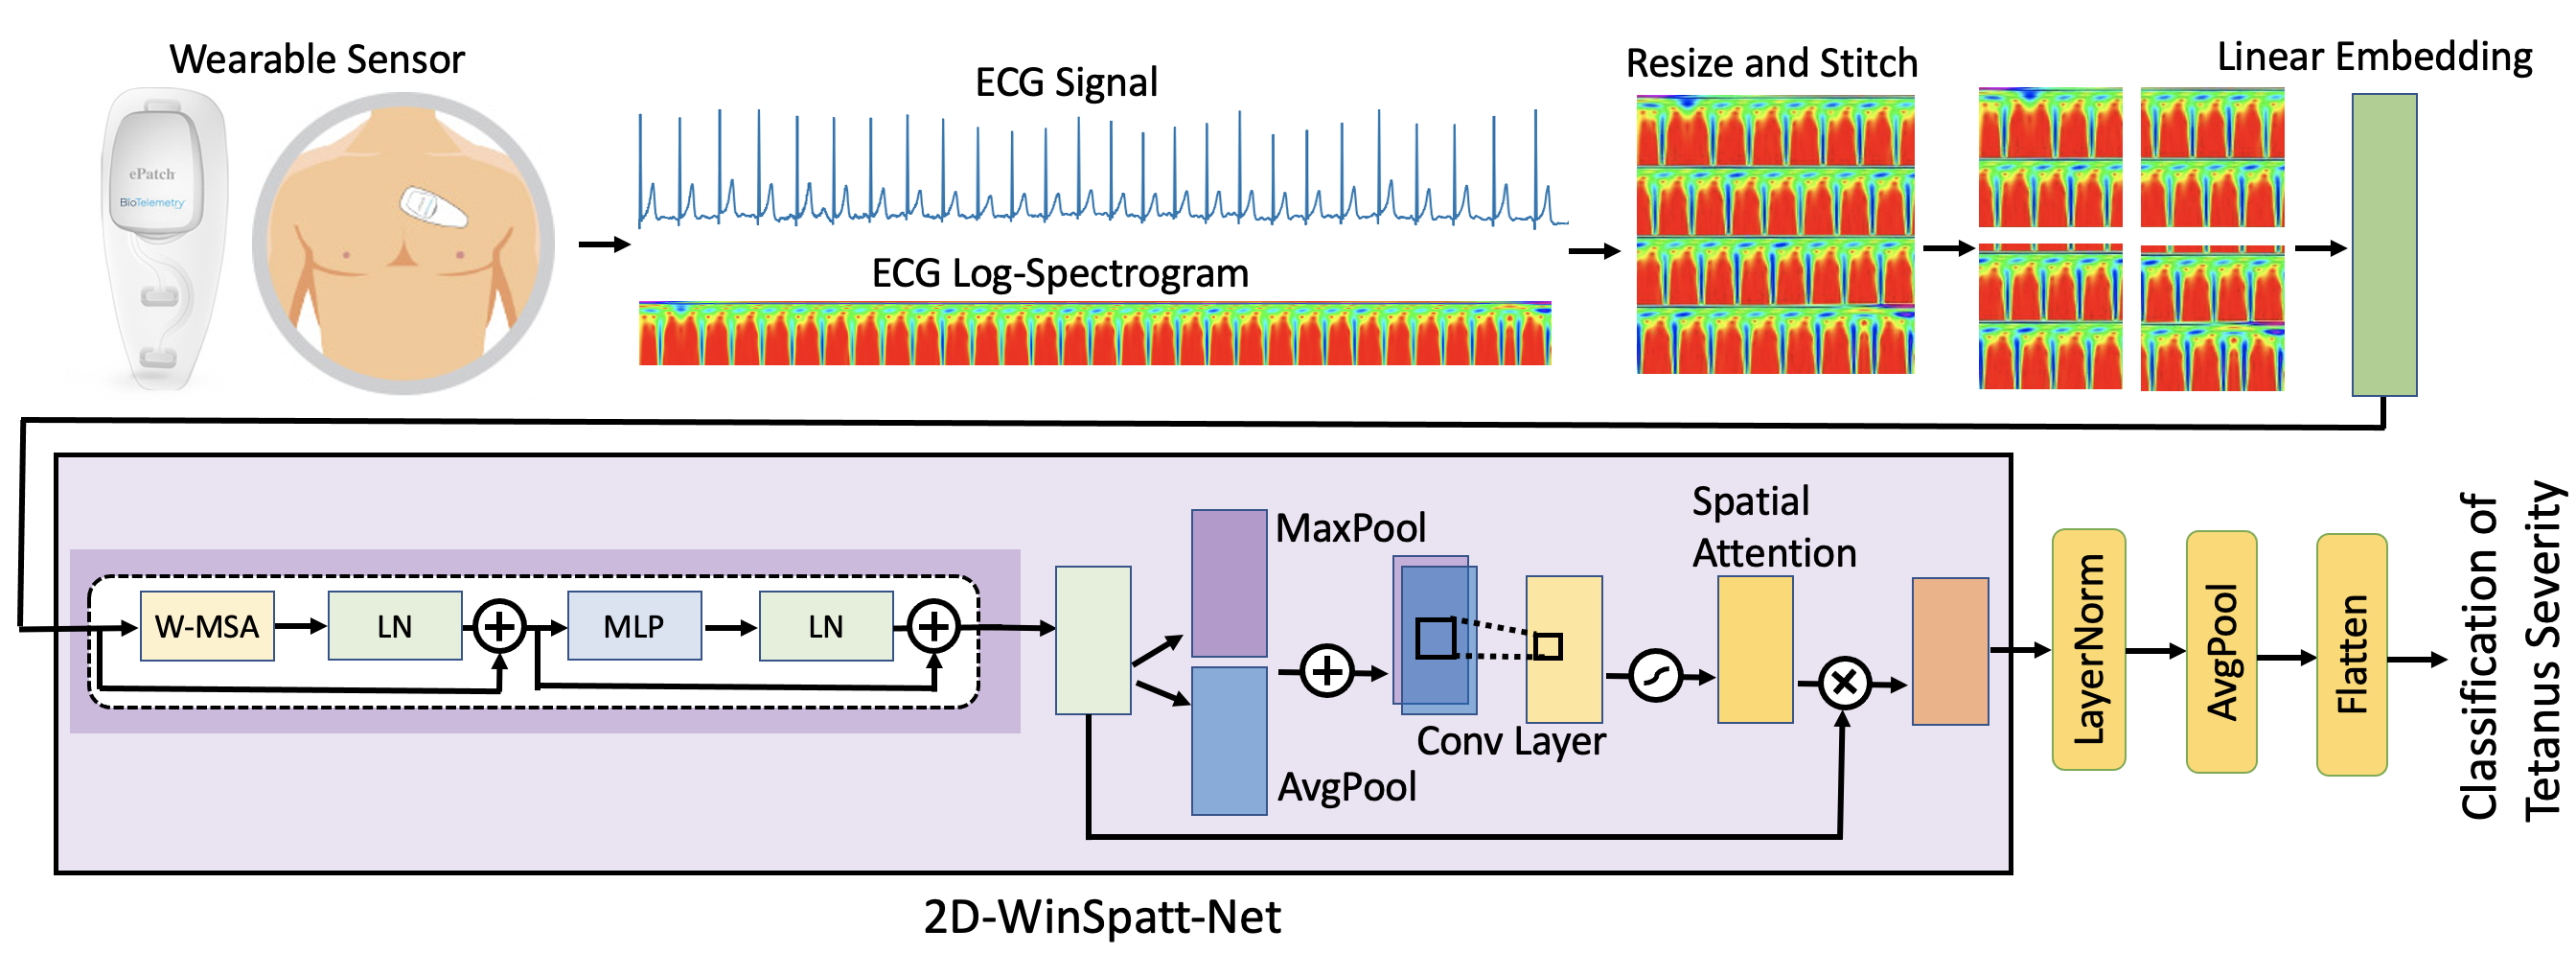 Wearable Sensor
ePatch
BioTelemetry
ECG Signal
ECG Log-Spectrogram
Resize and Stitch
Linear Embedding
W-MSA
LN
MLP
LN
MaxPool
AvgPool
Conv Layer
Spatial
Attention
LayerNorm
AvgPool
Flatten
Classification of
Tetanus Severity
2D-WinSpatt-Net